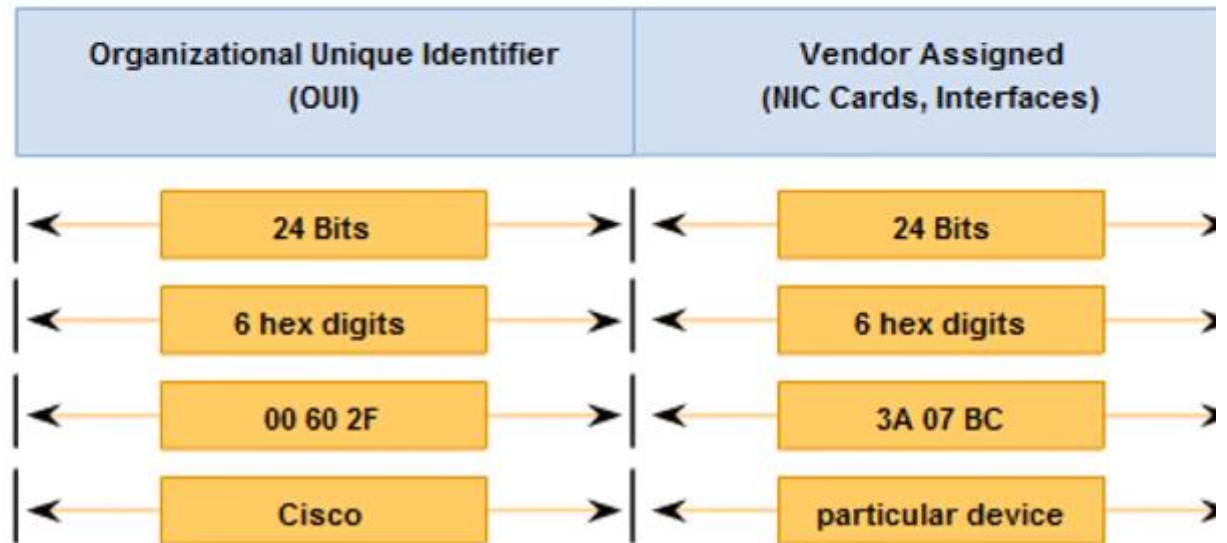 Organizational Unique Identifier
(OUI)
Vendor Assigned
(NIC Cards, Interfaces)
24 Bits
24 Bits
6 hex digits
6 hex digits
00 60 2F
3A 07 BC
Cisco
particular device